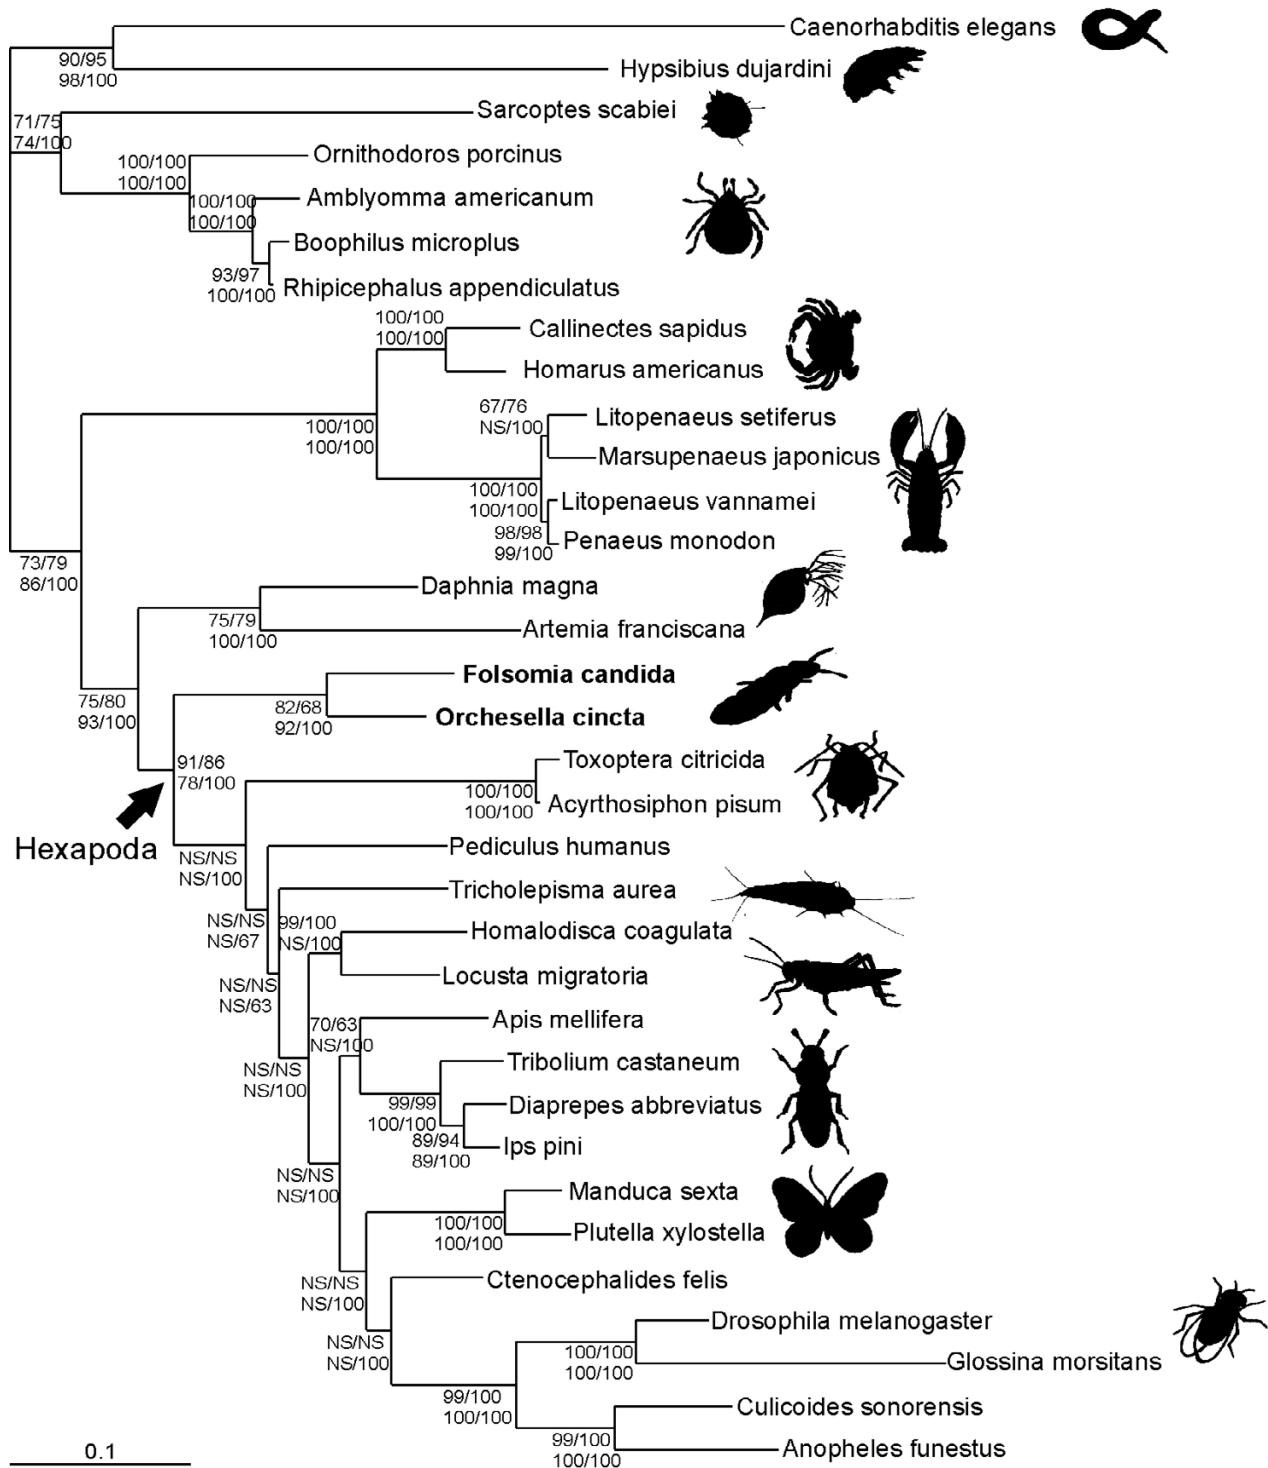 Caenorhabditis elegans
90/95
98/100
Hypsibius dujardini
Sarcoptes scabiei
71/75
74/100
Ornithodoros porcinus
100/100
100/100
Amblyomma americanum
100/100
100/100
Boophilus microplus
93/97
100/100
Rhipicephalus appendiculatus
100/100
100/100
Callinectes sapidus
Homarus americanus
67/76
NS/100
Litopenaeus setiferus
100/100
100/100
Marsupenaeus japonicus
100/100
100/100
Litopenaeus vannamei
98/98
99/100
Penaeus monodon
73/79
86/100
Daphnia magna
75/79
100/100
Artemia franciscana
Folsomia candida
82/68
92/100
Orchesella cincta
75/80
93/100
91/86
78/100
Toxoptera citricida
100/100
100/100
Acyrthosiphon pisum
Hexapoda
Pediculus humanus
NS/NS
NS/100
Tricholepisma aurea
NS/NS
NS/67
99/100
NS/100
Homalodisca coagulata
Locusta migratoria
NS/NS
NS/63
70/63
NS/100
Apis mellifera
Tribolium castaneum
NS/NS
NS/100
99/99
100/100
Diaprepes abbreviatus
89/94
89/100
Ips pini
NS/NS
NS/100
Manduca sexta
100/100
100/100
Plutella xylostella
Ctenocephalides felis
NS/NS
NS/100
Drosophila melanogaster
NS/NS
NS/100
100/100
100/100
Glossina morsitans
99/100
100/100
Culicoides sonorensis
99/100
100/100
Anopheles funestus
0.1